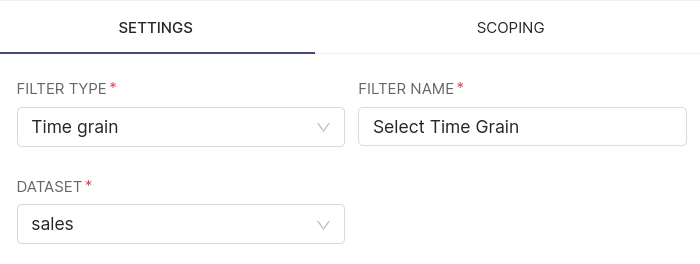 SETTINGS SCOPING
FILTER TYPE * FILTER NAME *
Time grain Select Time Grain
DATASET *
sales